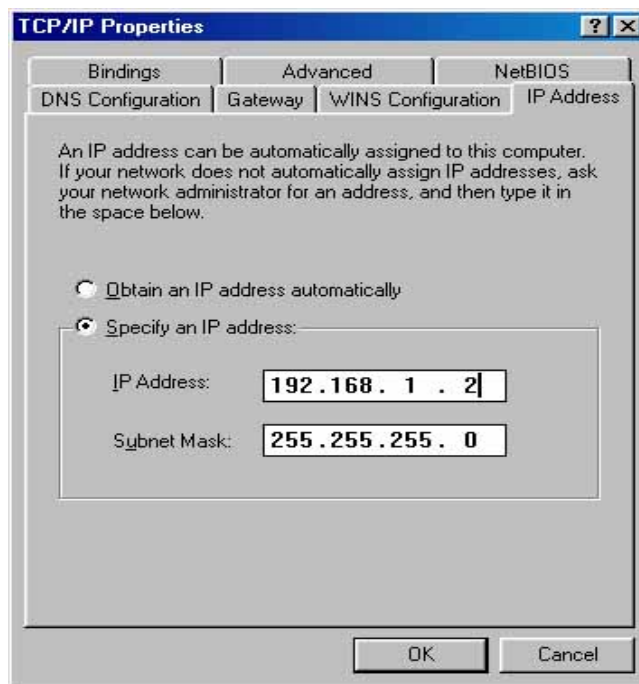 TCP/IP Properties
? X
Bindings
Advanced
NetBIOS
DNS Configuration
Gateway
WINS Configuration
IP Address
An IP address can be automatically assigned to this computer.
If your network does not automatically assign IP addresses, ask
your network administrator for an address, and then type it in
the space below.
Obtain an IP address automatically
Specify an IP address:
IP Address:
192.168. 1 . 2
Subnet Mask:
255.255.255. 0
OK
Cancel